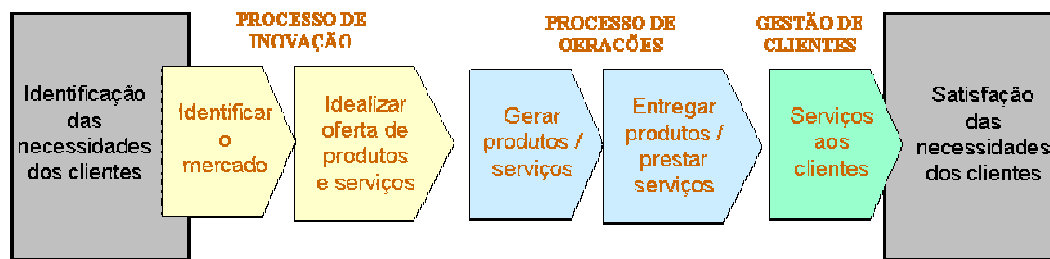 PROCESSO DE
INOVAÇÃO
PROCESSO DE
OERACÕES
GESTÃO DE
CLIENTES
Identificação
das
necessidades
dos clientes
Identificar
o
mercado
Idealizar
oferta de
produtos
e serviços
Gerar
produtos /
serviços
Entregar
produtos /
prestar
serviços
Serviços
aos
clientes
Satisfação
das
necessidades
dos clientes